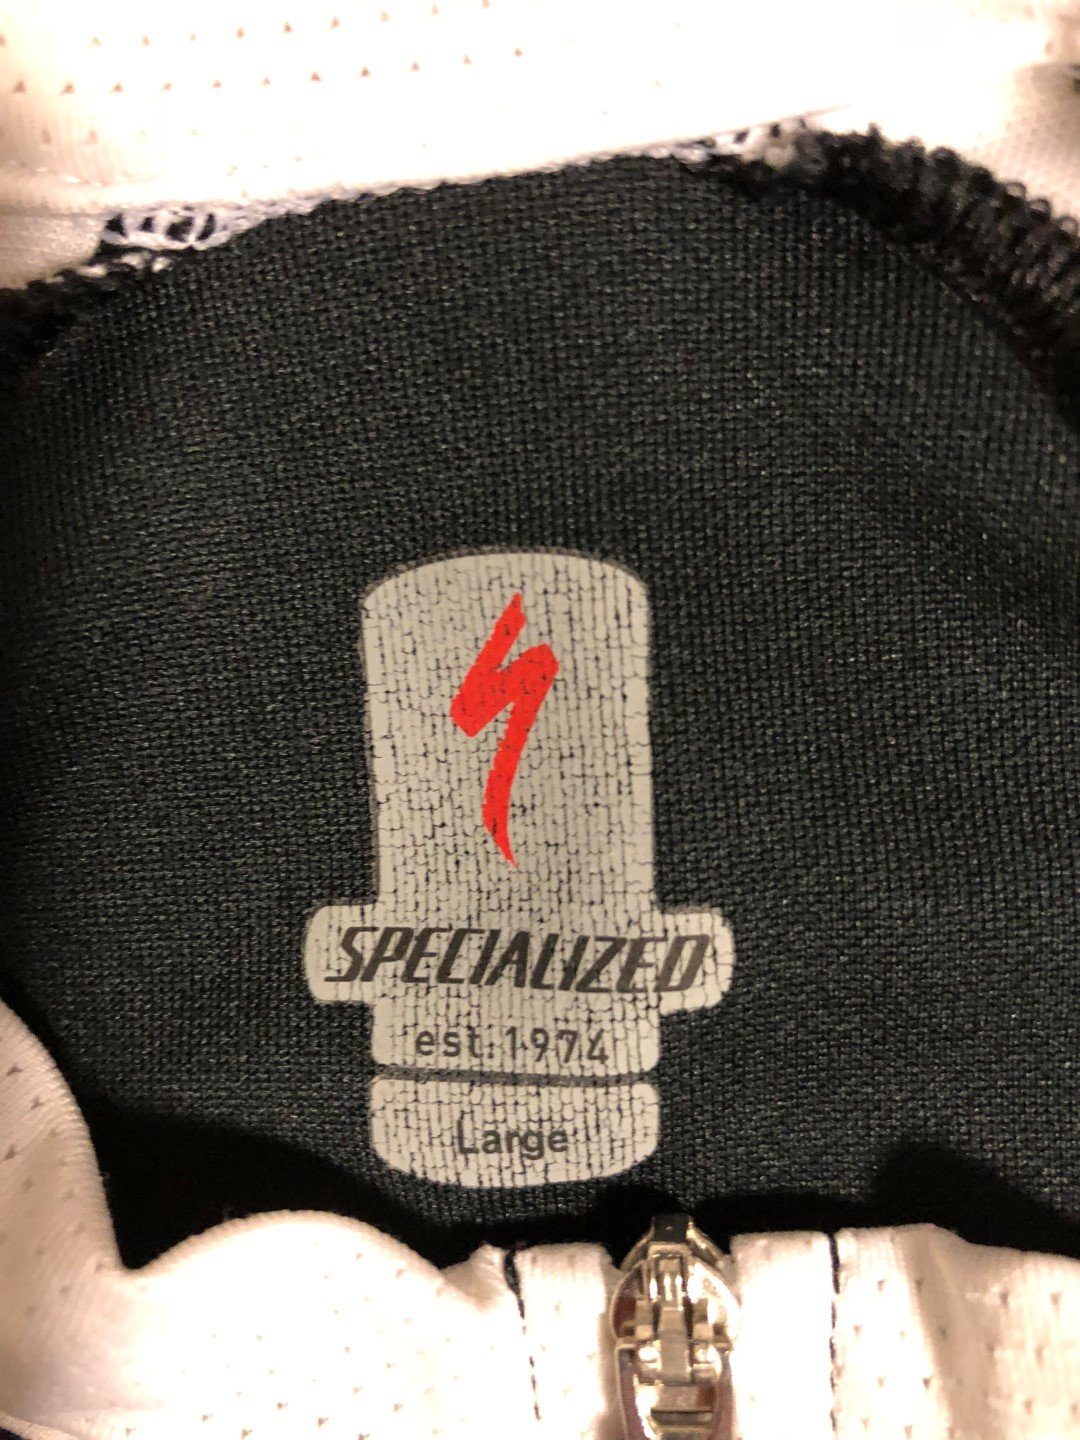 SPECIALIZED
est. 1974
Large